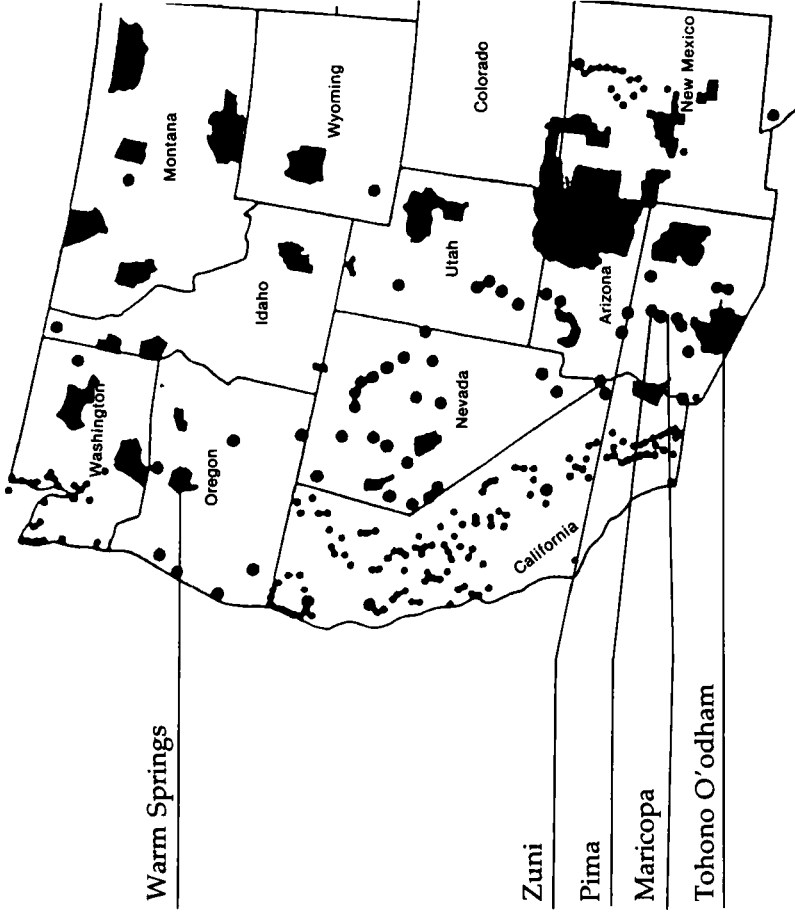 Warm Springs
Zuni
Pima
Maricopa
Tohono O'odham
Washington
Oregon
California
Nevada
Idaho
Montana
Wyoming
Utah
Colorado
Arizona
New Mexico